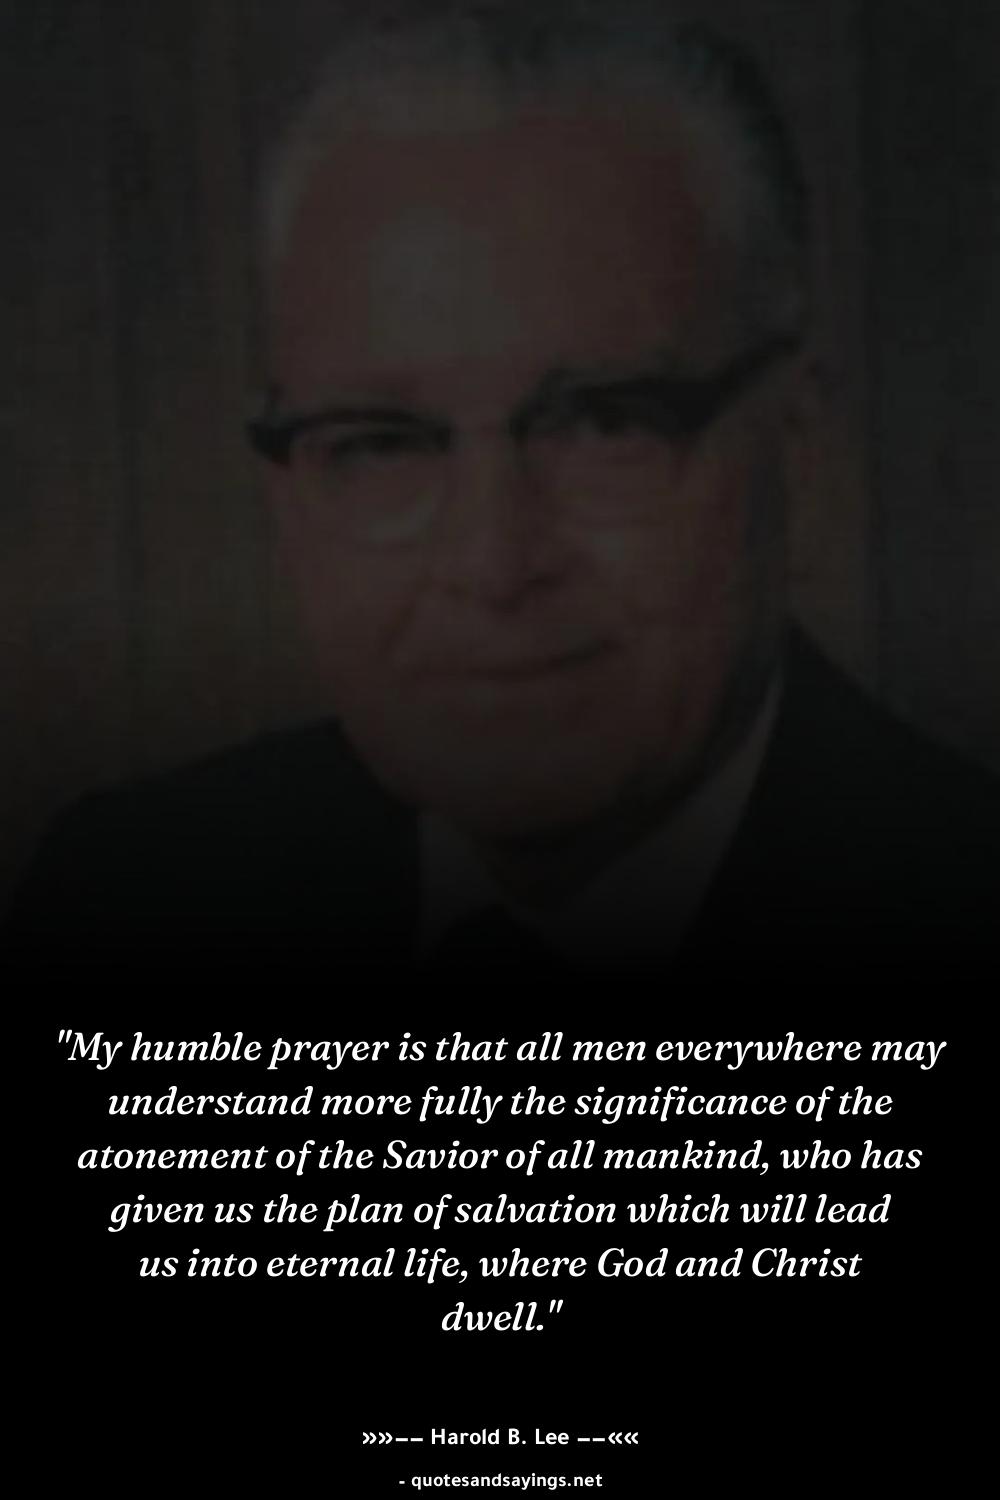 "My humble prayer is that all men everywhere may
understand more fully the significance of the
atonement of the Savior of all mankind, who has
given us the plan of salvation which will lead
us into eternal life, where God and Christ
dwell."
»»−− Harold B. Lee −−««
- quotesandsayings.net